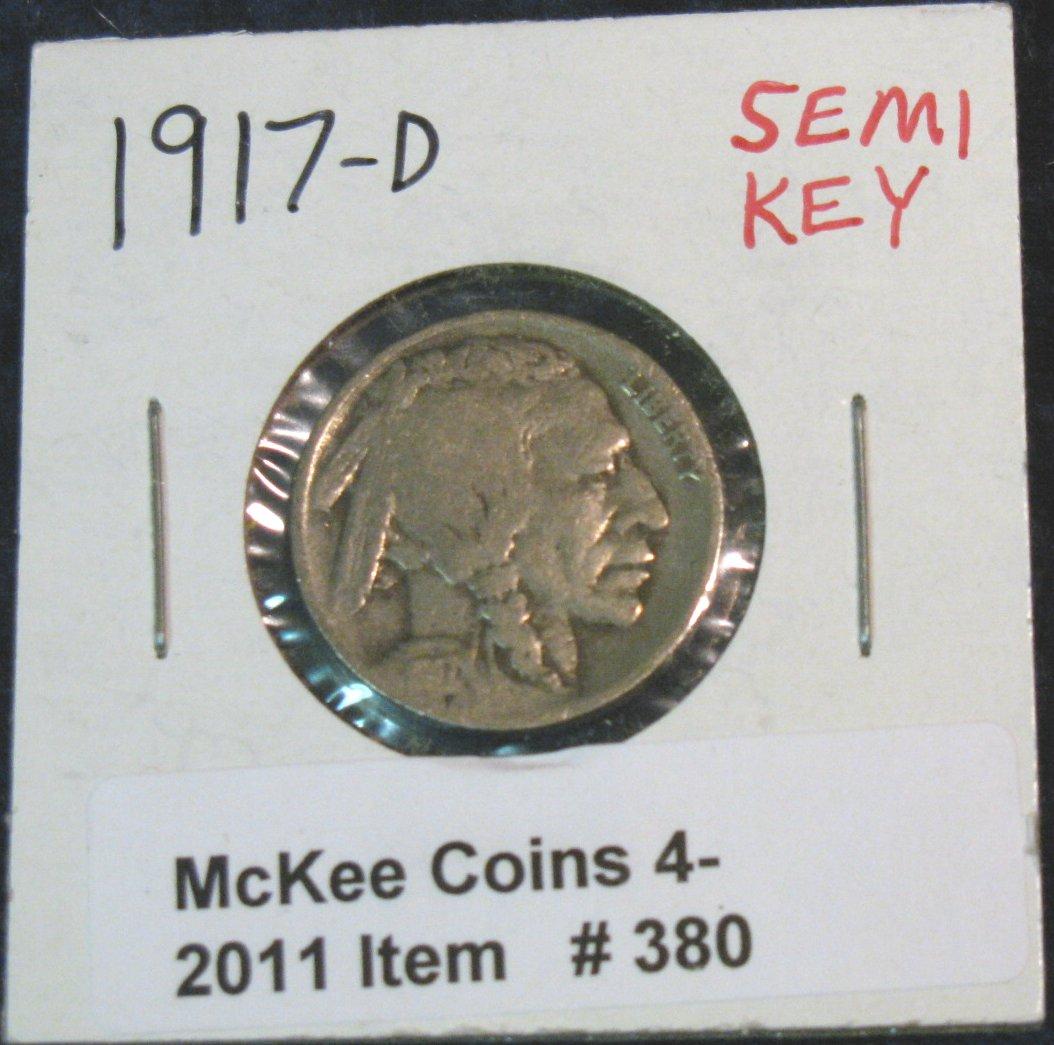 1917-D
SEMI
KEY
LIBERTY
McKee Coins 4-
2011 Item # 380